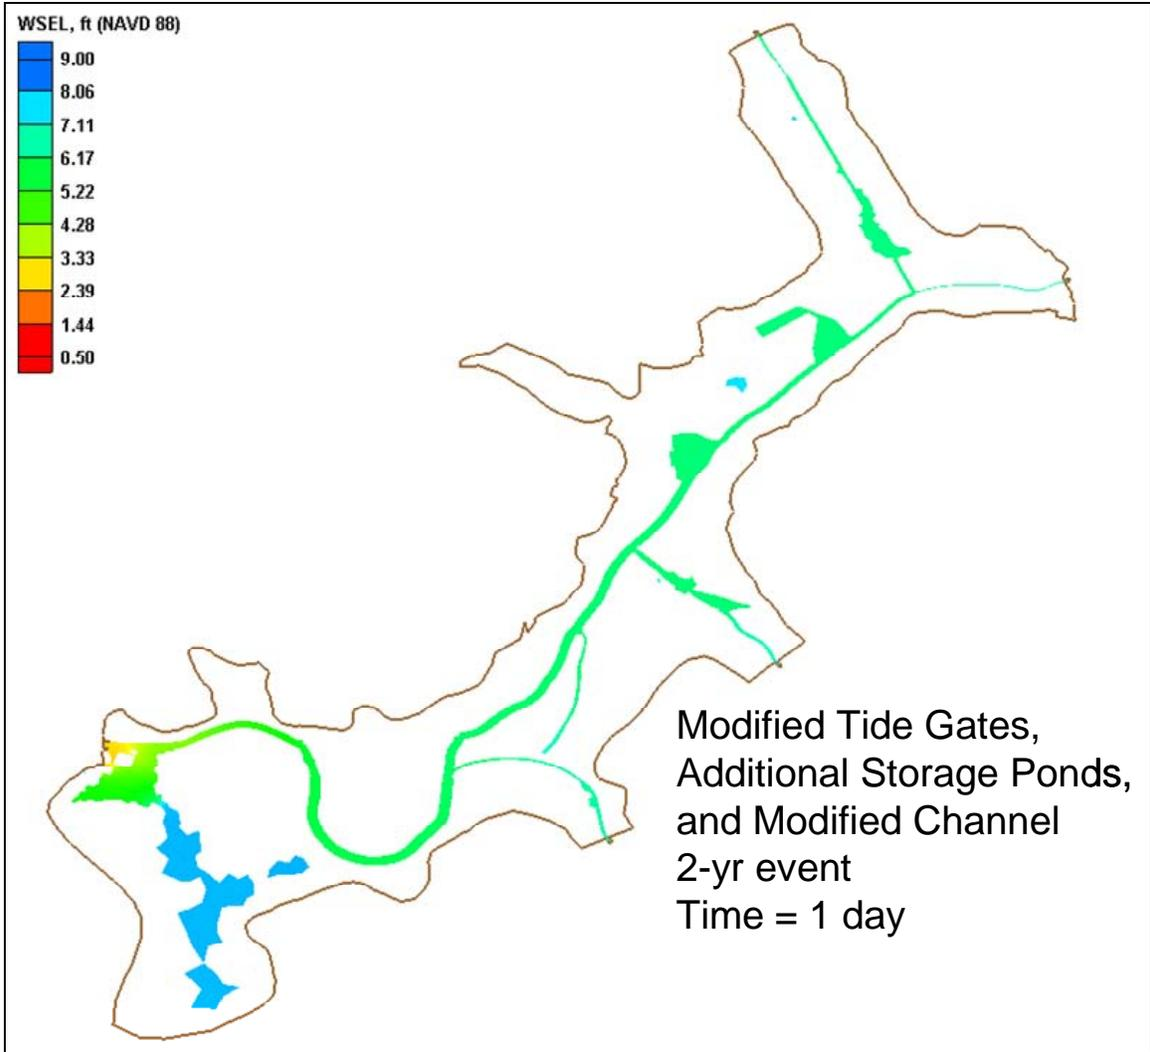 WSEL, ft (NAVD 88)
9.00
8.06
7.11
6.17
5.22
4.28
3.33
2.39
1.44
0.50
Modified Tide Gates,
Additional Storage Ponds,
and Modified Channel
2-yr event
Time = 1 day